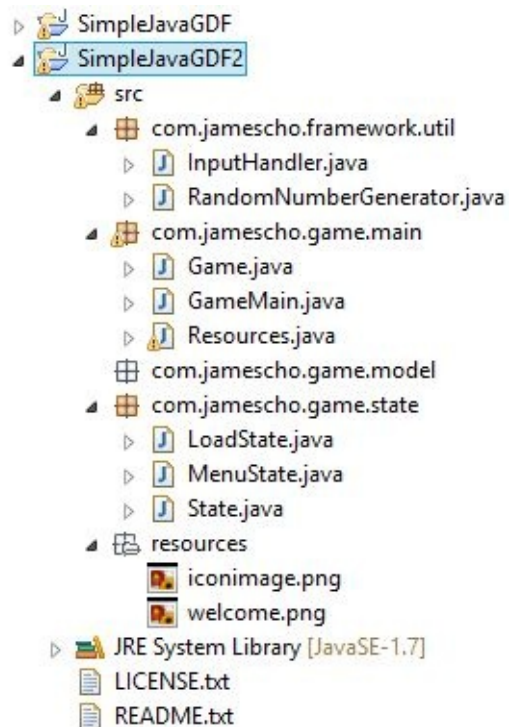 SimpleJavaGDF
SimpleJavaGDF2
src
com.jamescho.framework.util
InputHandler.java
RandomNumberGenerator.java
com.jamescho.game.main
Game.java
GameMain.java
Resources.java
com.jamescho.game.model
com.jamescho.game.state
LoadState.java
MenuState.java
State.java
resources
iconimage.png
welcome.png
JRE System Library [JavaSE-1.7]
LICENSE.txt
README.txt